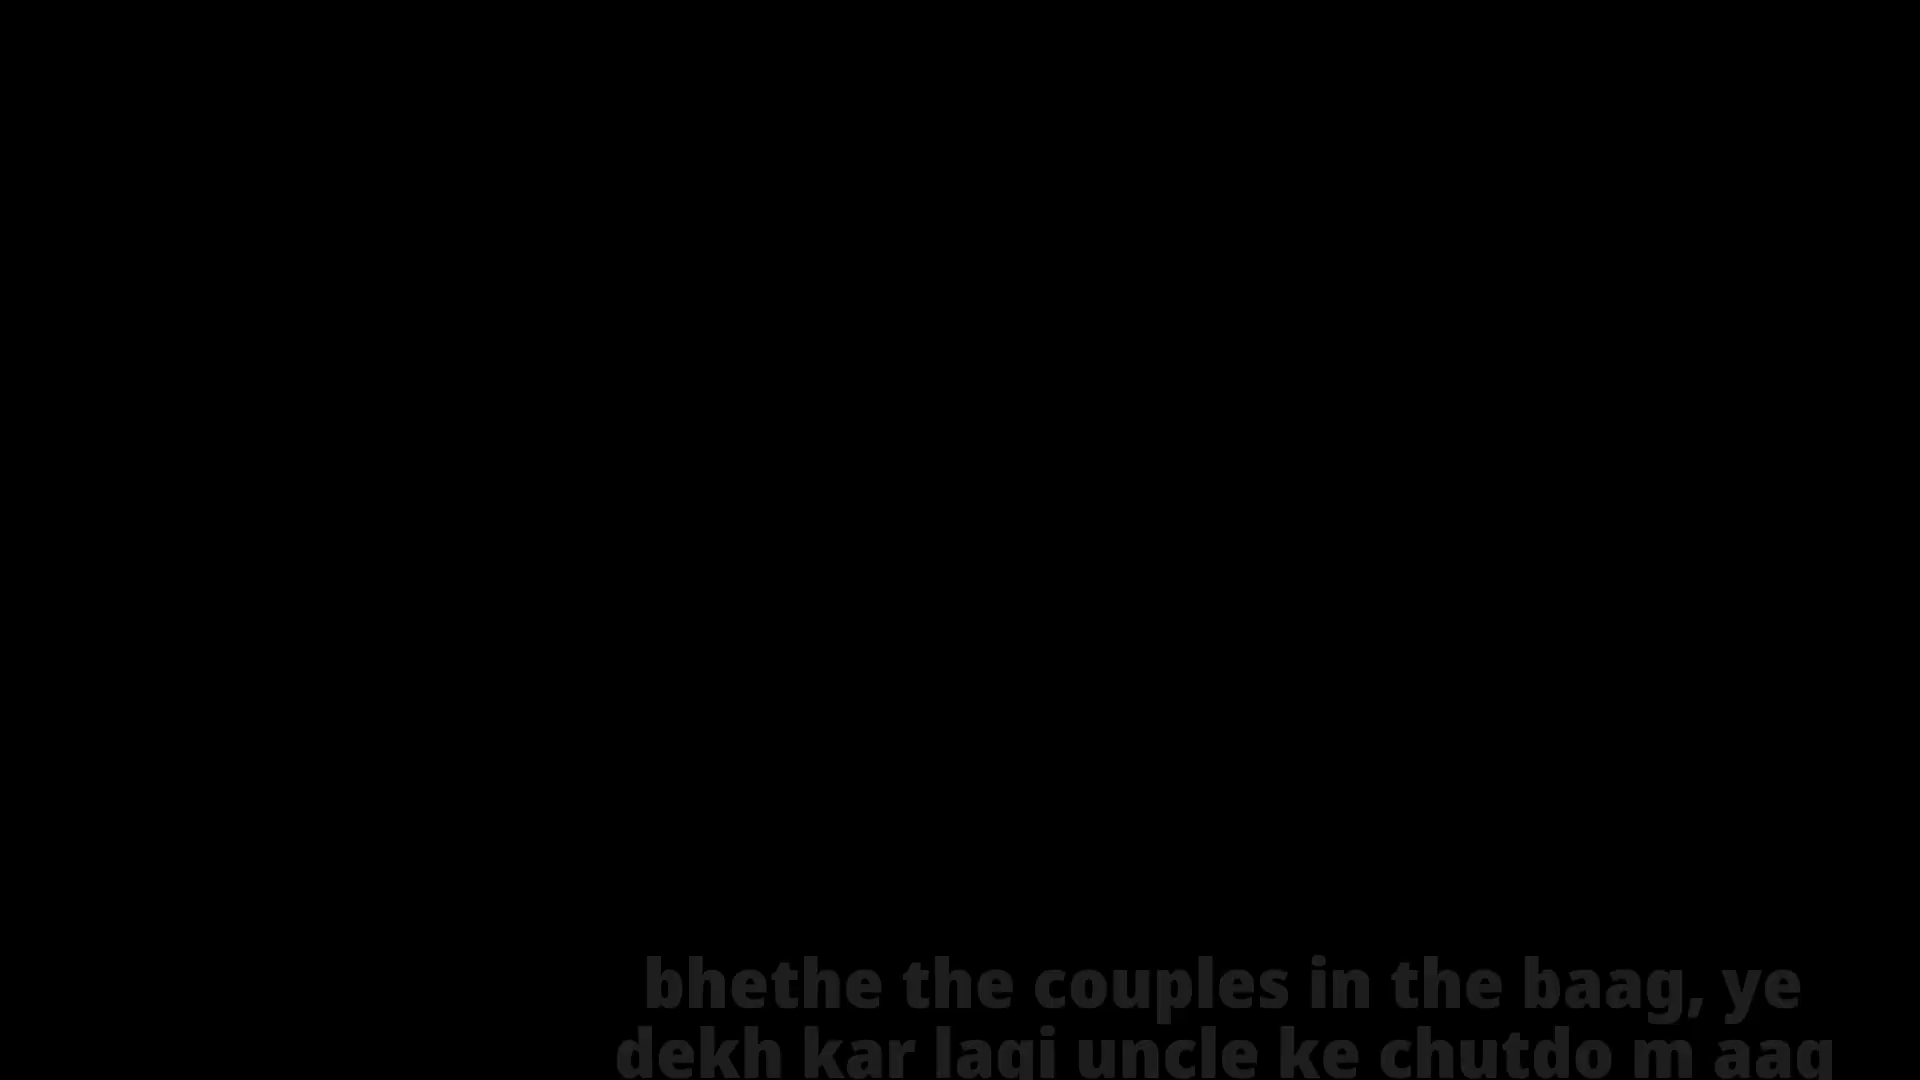 bhethe the couples in the baag, ye
dekh kar lagi uncle ke chutdo m aag